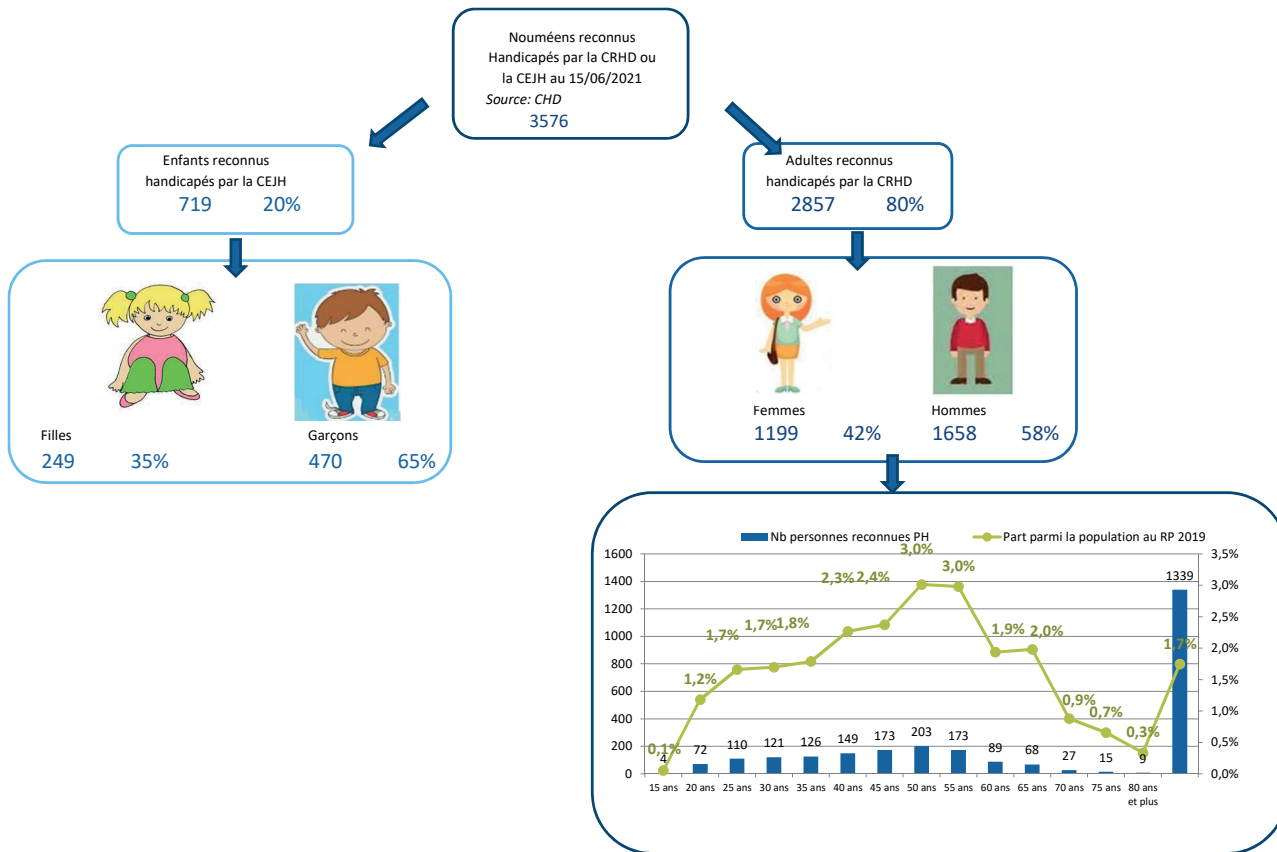 Nouméens reconnus
Handicapés par la CRHD ou
la CEJH au 15/06/2021
Source: CHD
3576
Enfants reconnus
handicapés par la CEJH
719 20%
Adultes reconnus
handicapés par la CRHD
2857 80%
Filles
249 35%
Garçons
470 65%
Femmes
1199 42%
Hommes
1658 58%
Nb personnes reconnues PH
Part parmi la population au RP 2019
1600
1400
1200
1000
800
600
400
200
0
3,5%
3,0%
2,5%
2,0%
1,5%
1,0%
0,5%
0,0%
0,1%
1,2%
1,7%
1,7%
1,8%
2,3%
2,4%
3,0%
3,0%
1,9%
2,0%
0,9%
0,7%
0,3%
1,7%
4
72
110
121
126
149
173
203
173
89
68
27
15
9
1339
15 ans
20 ans
25 ans
30 ans
35 ans
40 ans
45 ans
50 ans
55 ans
60 ans
65 ans
70 ans
75 ans
80 ans
et plus